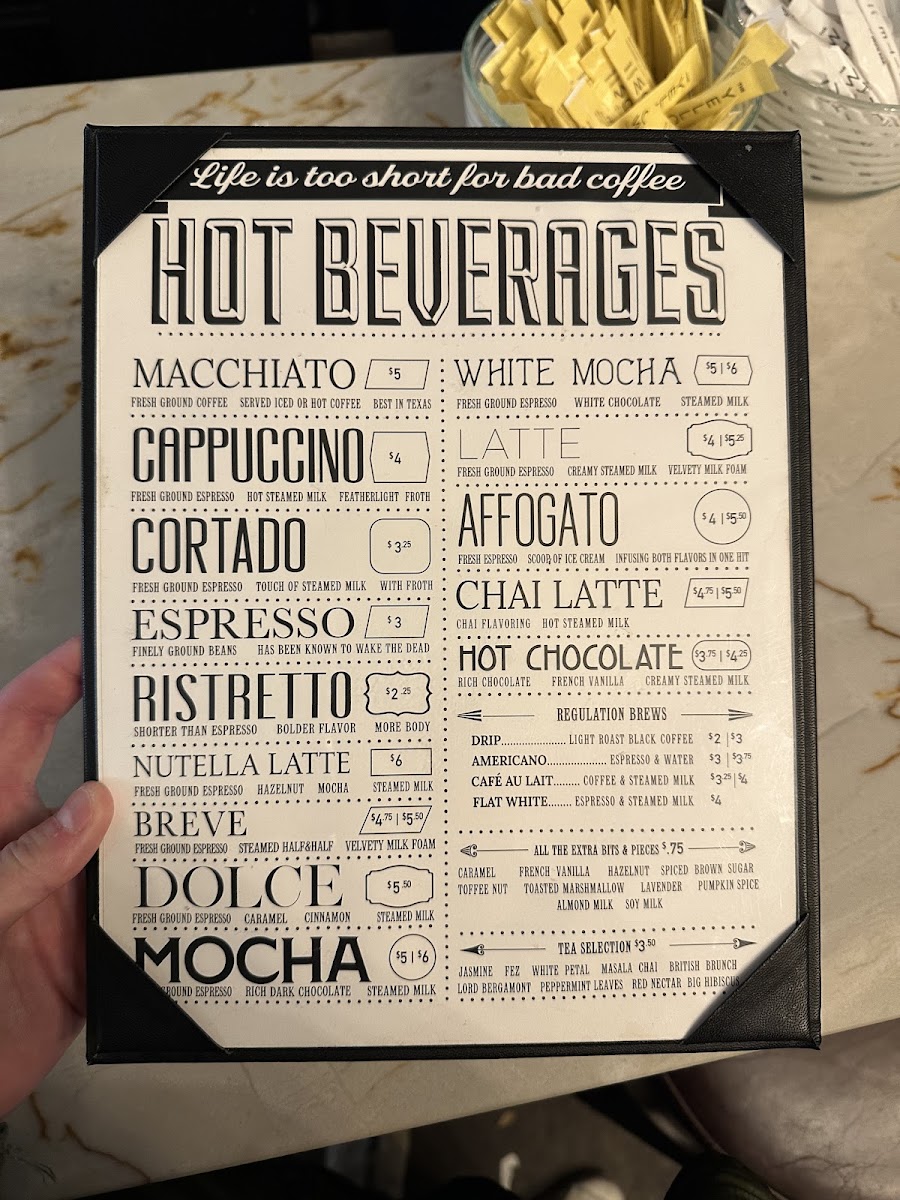 Life is too short for bad coffee
HOT BEVERAGES
MACCHIATO $5
FRESH GROUND COFFEE SERVED ICED OR HOT COFFEE BEST IN TEXAS
CAPPUCCINO $4
FRESH GROUND ESPRESSO HOT STEAMED MILK FEATHERLIGHT FROTH
CORTADO $3.25
FRESH GROUND ESPRESSO TOUCH OF STEAMED MILK WITH FROTH
ESPRESSO $3
FINELY GROUND BEANS HAS BEEN KNOWN TO WAKE THE DEAD
RISTRETTO $2.25
SHORTER THAN ESPRESSO BOLDER FLAVOR MORE BODY
NUTELLA LATTE $6
FRESH GROUND ESPRESSO HAZELNUT MOCHA STEAMED MILK
BREVE $4.75 | $5.50
FRESH GROUND ESPRESSO STEAMED HALF&HALF VELVETY MILK FOAM
DOLCE $5.50
FRESH GROUND ESPRESSO CARAMEL CINNAMON STEAMED MILK
MOCHA $5 | $6
GROUND ESPRESSO RICH DARK CHOCOLATE STEAMED MILK
WHITE MOCHA $5 | $6
FRESH GROUND ESPRESSO WHITE CHOCOLATE STEAMED MILK
LATTE $4 | $5.25
FRESH GROUND ESPRESSO CREAMY STEAMED MILK VELVETY MILK FOAM
AFFOGATO $4 | $5.50
FRESH ESPRESSO SCOOP OF ICE CREAM INFUSING BOTH FLAVORS IN ONE HIT
CHAI LATTE $4.75 | $5.50
CHAI FLAVORING HOT STEAMED MILK
HOT CHOCOLATE $3.75 | $4.25
RICH CHOCOLATE FRENCH VANILLA CREAMY STEAMED MILK
REGULATION BREWS
DRIP...................... LIGHT ROAST BLACK COFFEE $2 | $3
AMERICANO.................... ESPRESSO & WATER $3 | $3.75
CAFÉ AU LAIT.......... COFFEE & STEAMED MILK $3.25 | $4
FLAT WHITE........ ESPRESSO & STEAMED MILK $4
ALL THE EXTRA BITS & PIECES $.75
CARAMEL FRENCH VANILLA HAZELNUT SPICED BROWN SUGAR
TOFFEE NUT TOASTED MARSHMALLOW LAVENDER PUMPKIN SPICE
ALMOND MILK SOY MILK
TEA SELECTION $3.50
JASMINE FEZ WHITE PETAL MASALA CHAI BRITISH BRUNCH
LORD BERGAMONT PEPPERMINT LEAVES RED NECTAR BIG HIBISCUS